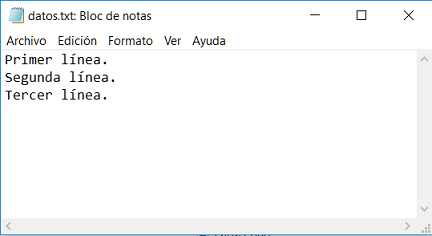 datos.txt: Bloc de notas
Archivo Edición Formato Ver Ayuda
Primer línea.
Segunda línea.
Tercer línea.